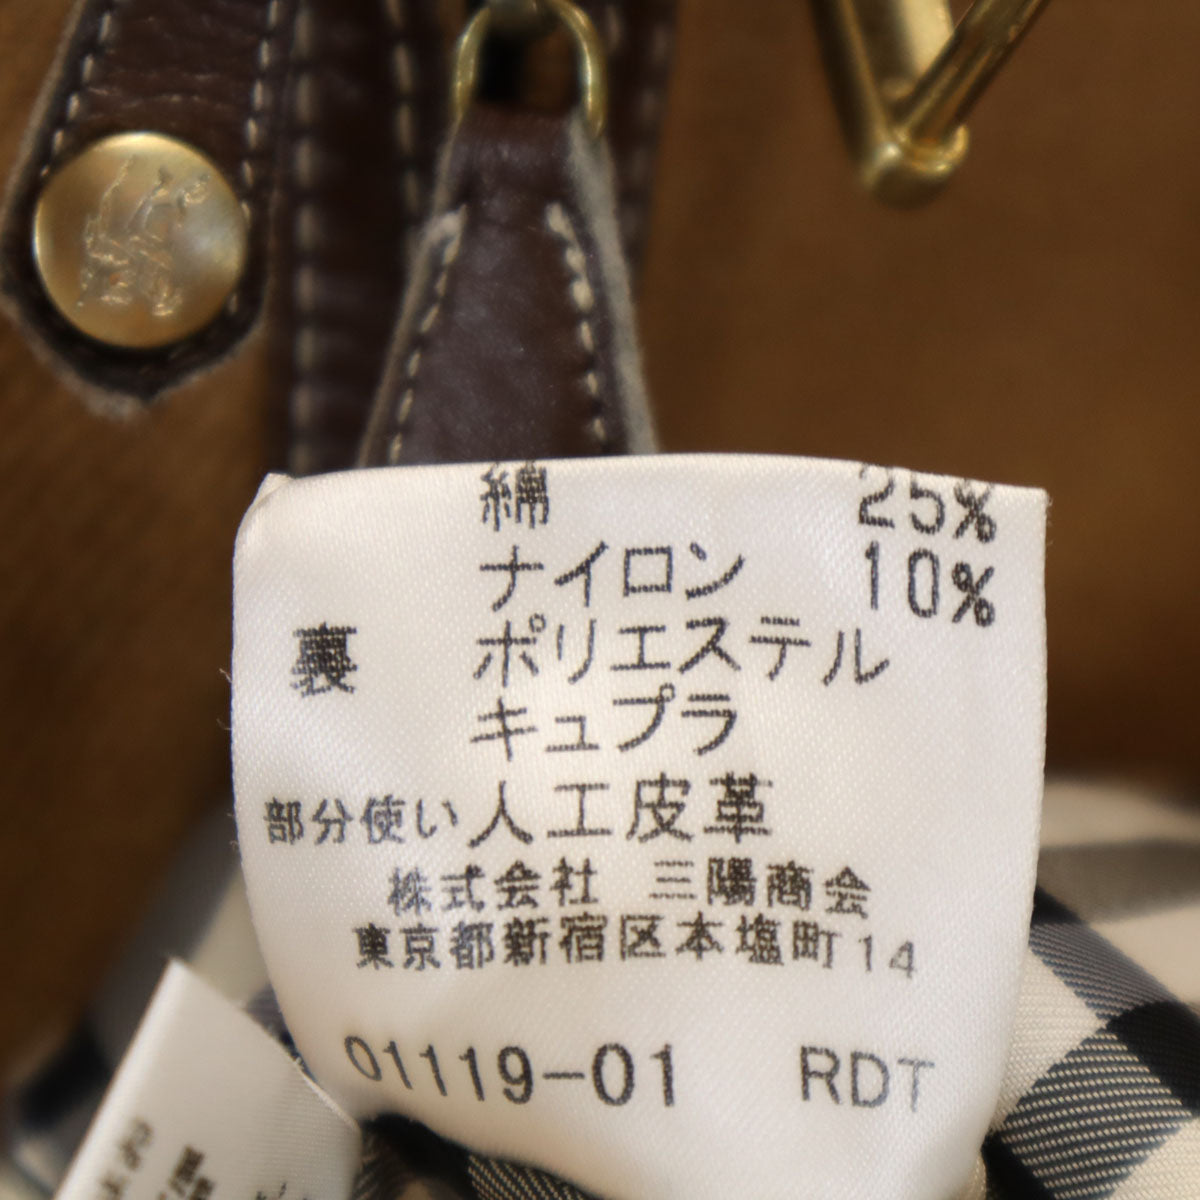 綿 25%
ナイロン 10%
裏 ポリエステル
キュプラ
部分使い 人工皮革
株式会社 三陽商会
東京都新宿区本塩町14
01119-01 RDT